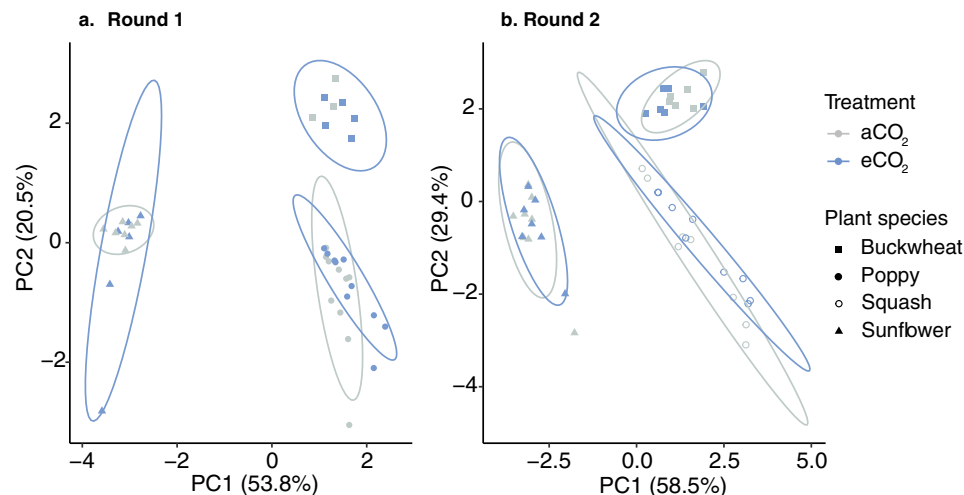 a. Round 1
2
0
−2
PC2 (20.5%)
−4
−2
0
2
PC1 (53.8%)
b. Round 2
2
0
−2
−4
PC2 (29.4%)
−2.5
0.0
2.5
5.0
PC1 (58.5%)
Treatment
aCO₂
eCO₂
Plant species
Buckwheat
Poppy
Squash
Sunflower